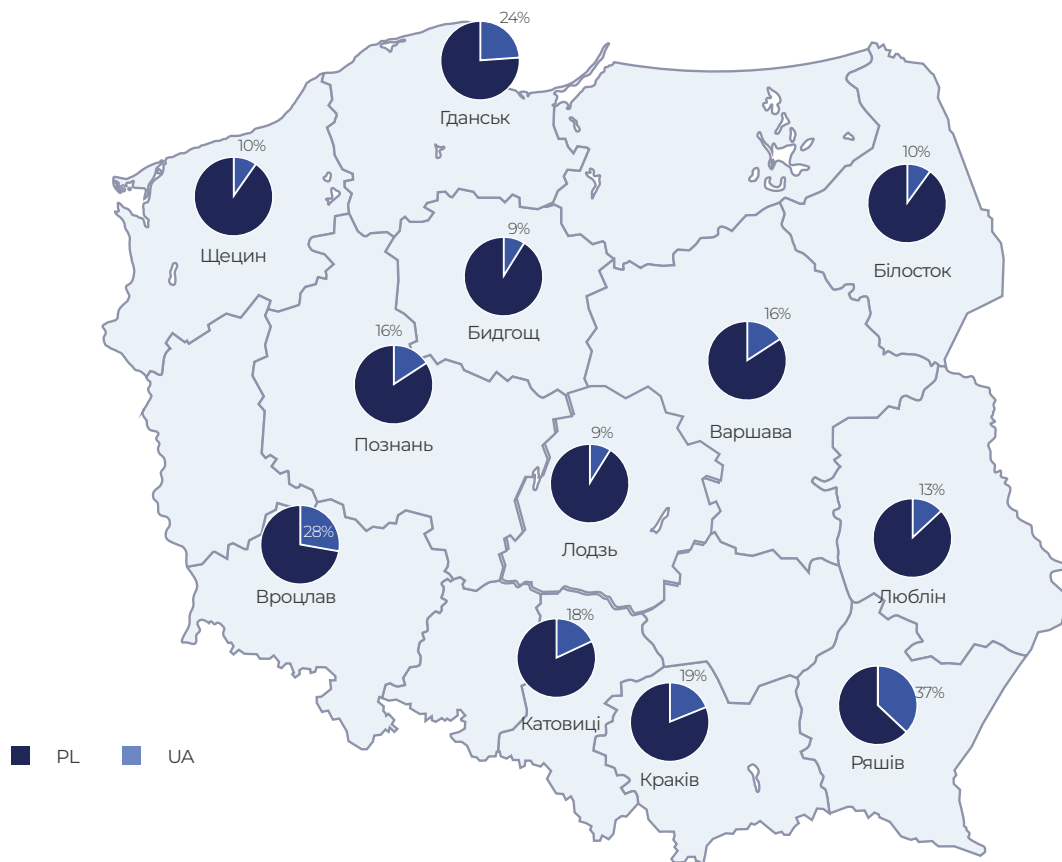 24%
Гданськ
10%
Щецин
10%
Білосток
9%
Бидгощ
16%
Познань
16%
Варшава
9%
Лодзь
13%
Люблін
28%
Вроцлав
18%
Катовиці
19%
Краків
37%
Ряшів
PL
UA